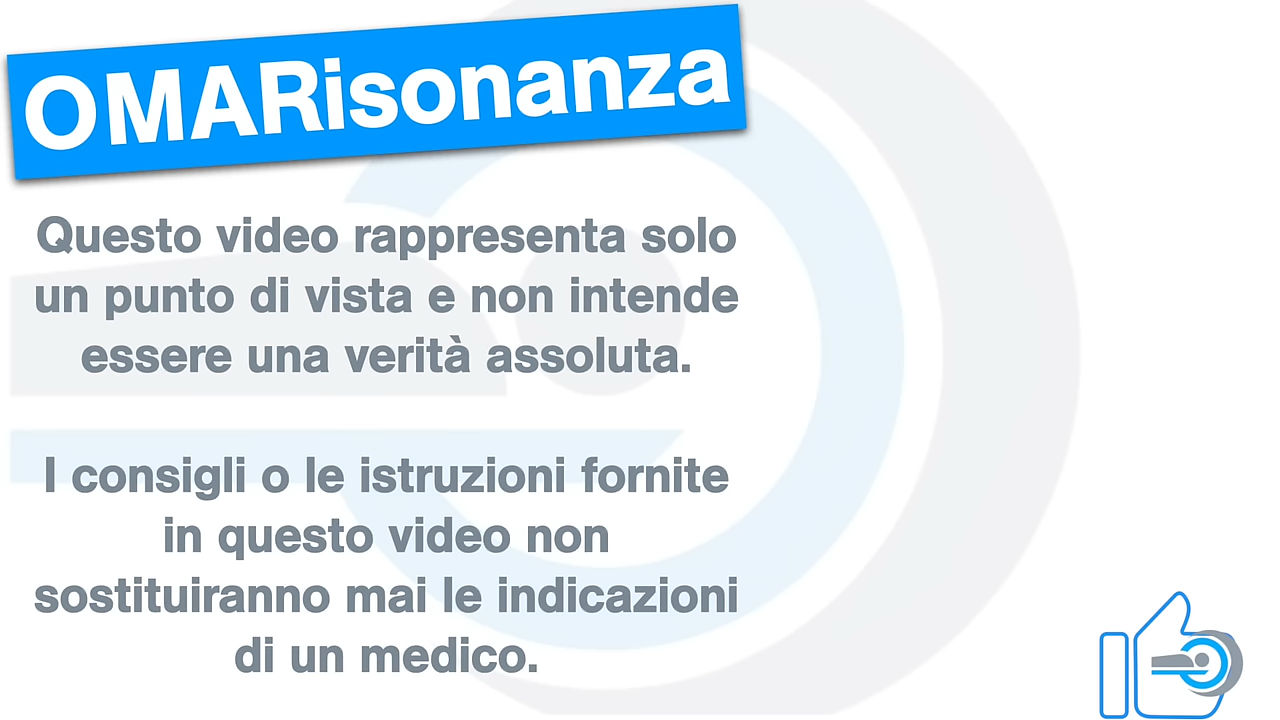 OMARisonanza
Questo video rappresenta solo
un punto di vista e non intende
essere una verità assoluta.
I consigli o le istruzioni fornite
in questo video non
sostituiranno mai le indicazioni
di un medico.